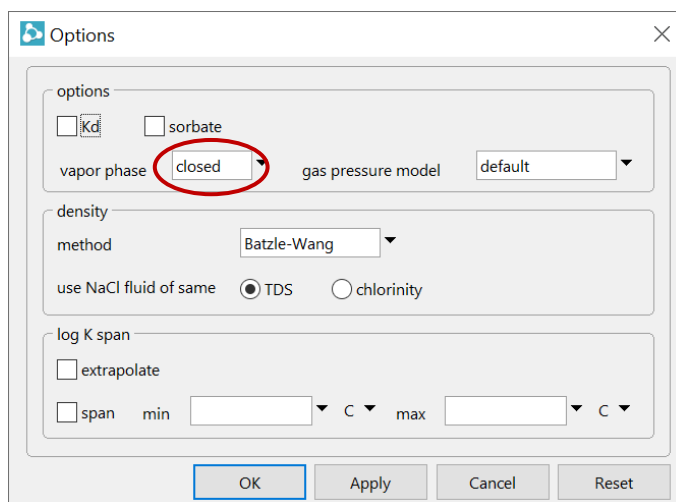 Options
options
Kd sorbate
vapor phase closed gas pressure model default
density
method Batzle-Wang
use NaCl fluid of same TDS chlorinity
log K span
extrapolate
span min C max C
OK Apply Cancel Reset